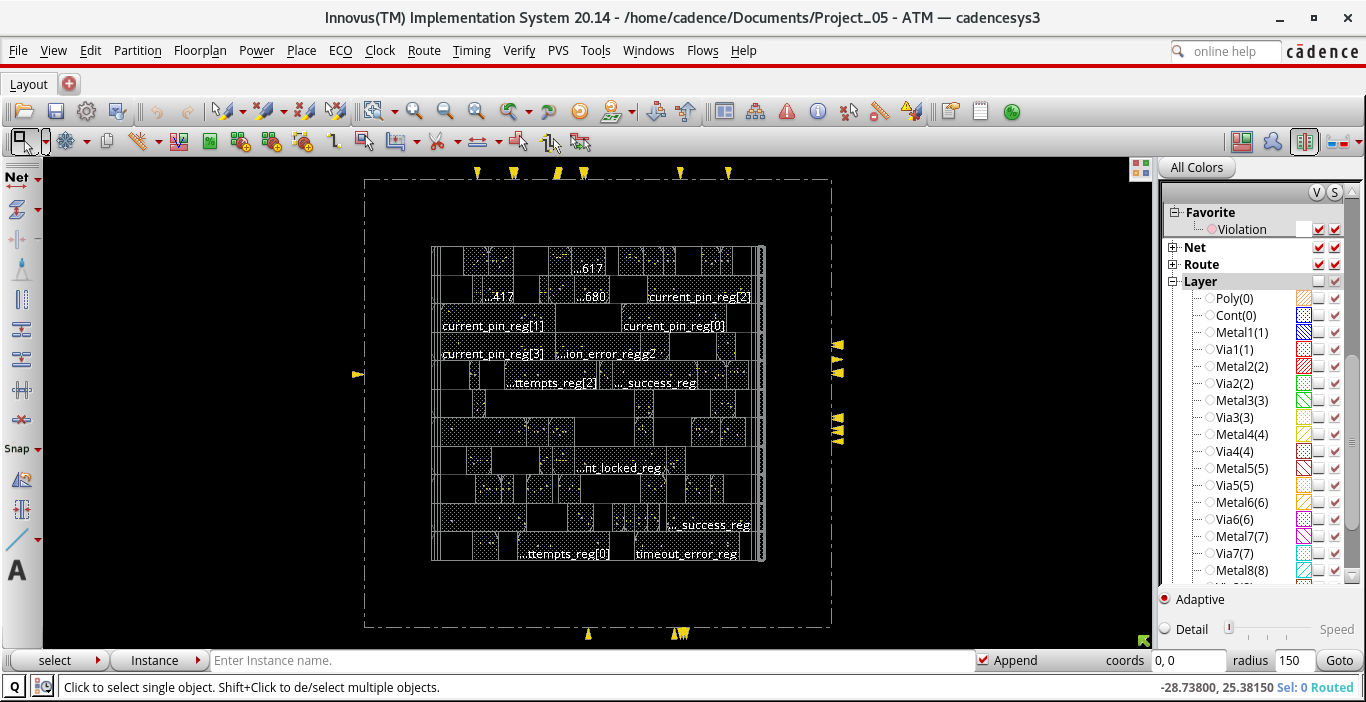 Innovus(TM) Implementation System 20.14 - /home/cadence/Documents/Project_05 - ATM — cadencesys3
File View Edit Partition Floorplan Power Place ECO Clock Route Timing Verify PVS Tools Windows Flows Help
online help
cādence
Layout
All Colors
Net
V S
Favorite
Violation
Net
Route
Layer
Poly(0)
Cont(0)
Metal1(1)
Via1(1)
Metal2(2)
Via2(2)
Metal3(3)
Via3(3)
Metal4(4)
Via4(4)
Metal5(5)
Via5(5)
Metal6(6)
Via6(6)
Metal7(7)
Via7(7)
Metal8(8)
Snap
A
...617
...417 ...680 current_pin_reg[2]
current_pin_reg[1] current_pin_reg[0]
current_pin_reg[3]
...ttempts_reg[2] ..._success_reg
...nt_locked_reg
..._success_reg
...ttempts_reg[0] timeout_error_reg
Adaptive
Detail Speed
select Instance Enter Instance name. Append coords 0, 0 radius 150 Goto
Q Click to select single object. Shift+Click to de/select multiple objects. -28.73800, 25.38150 Sel: 0 Routed